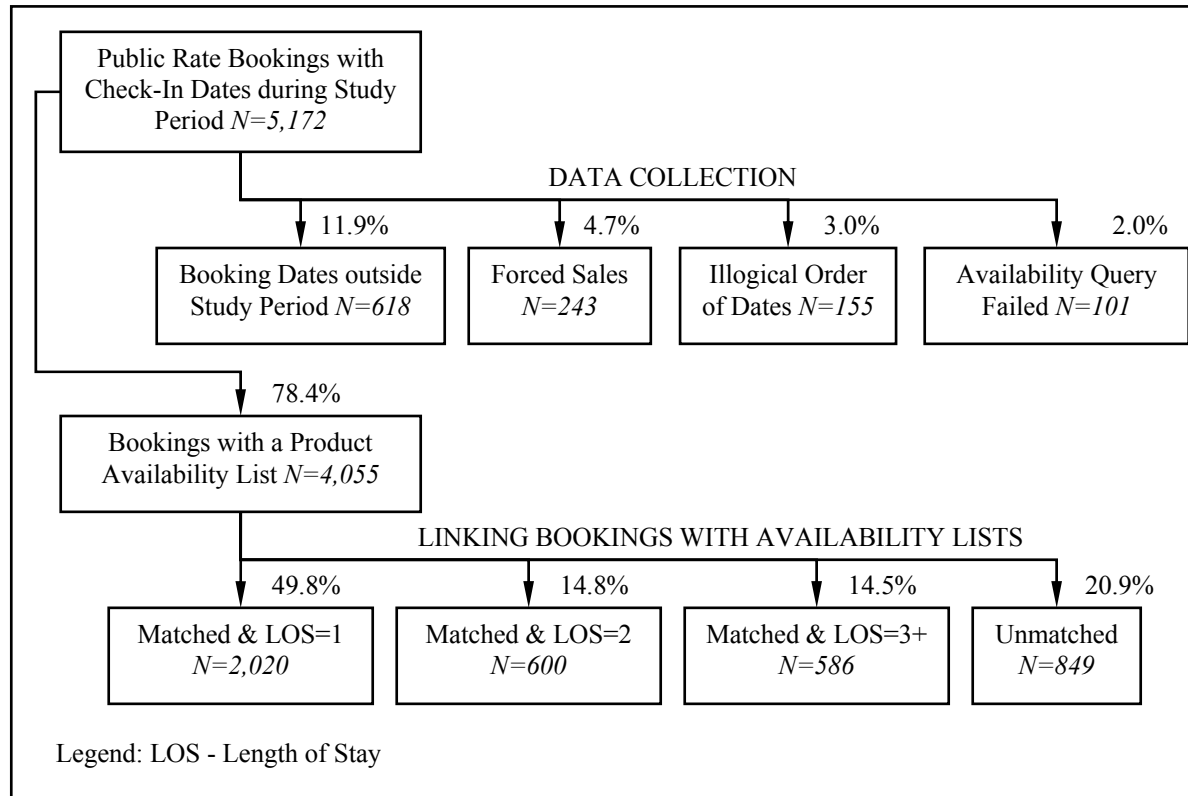 Public Rate Bookings with
Check-In Dates during Study
Period N=5,172
DATA COLLECTION
11.9%
4.7%
3.0%
2.0%
Booking Dates outside
Study Period N=618
Forced Sales
N=243
Illogical Order
of Dates N=155
Availability Query
Failed N=101
78.4%
Bookings with a Product
Availability List N=4,055
LINKING BOOKINGS WITH AVAILABILITY LISTS
49.8%
14.8%
14.5%
20.9%
Matched & LOS=1
N=2,020
Matched & LOS=2
N=600
Matched & LOS=3+
N=586
Unmatched
N=849
Legend: LOS - Length of Stay